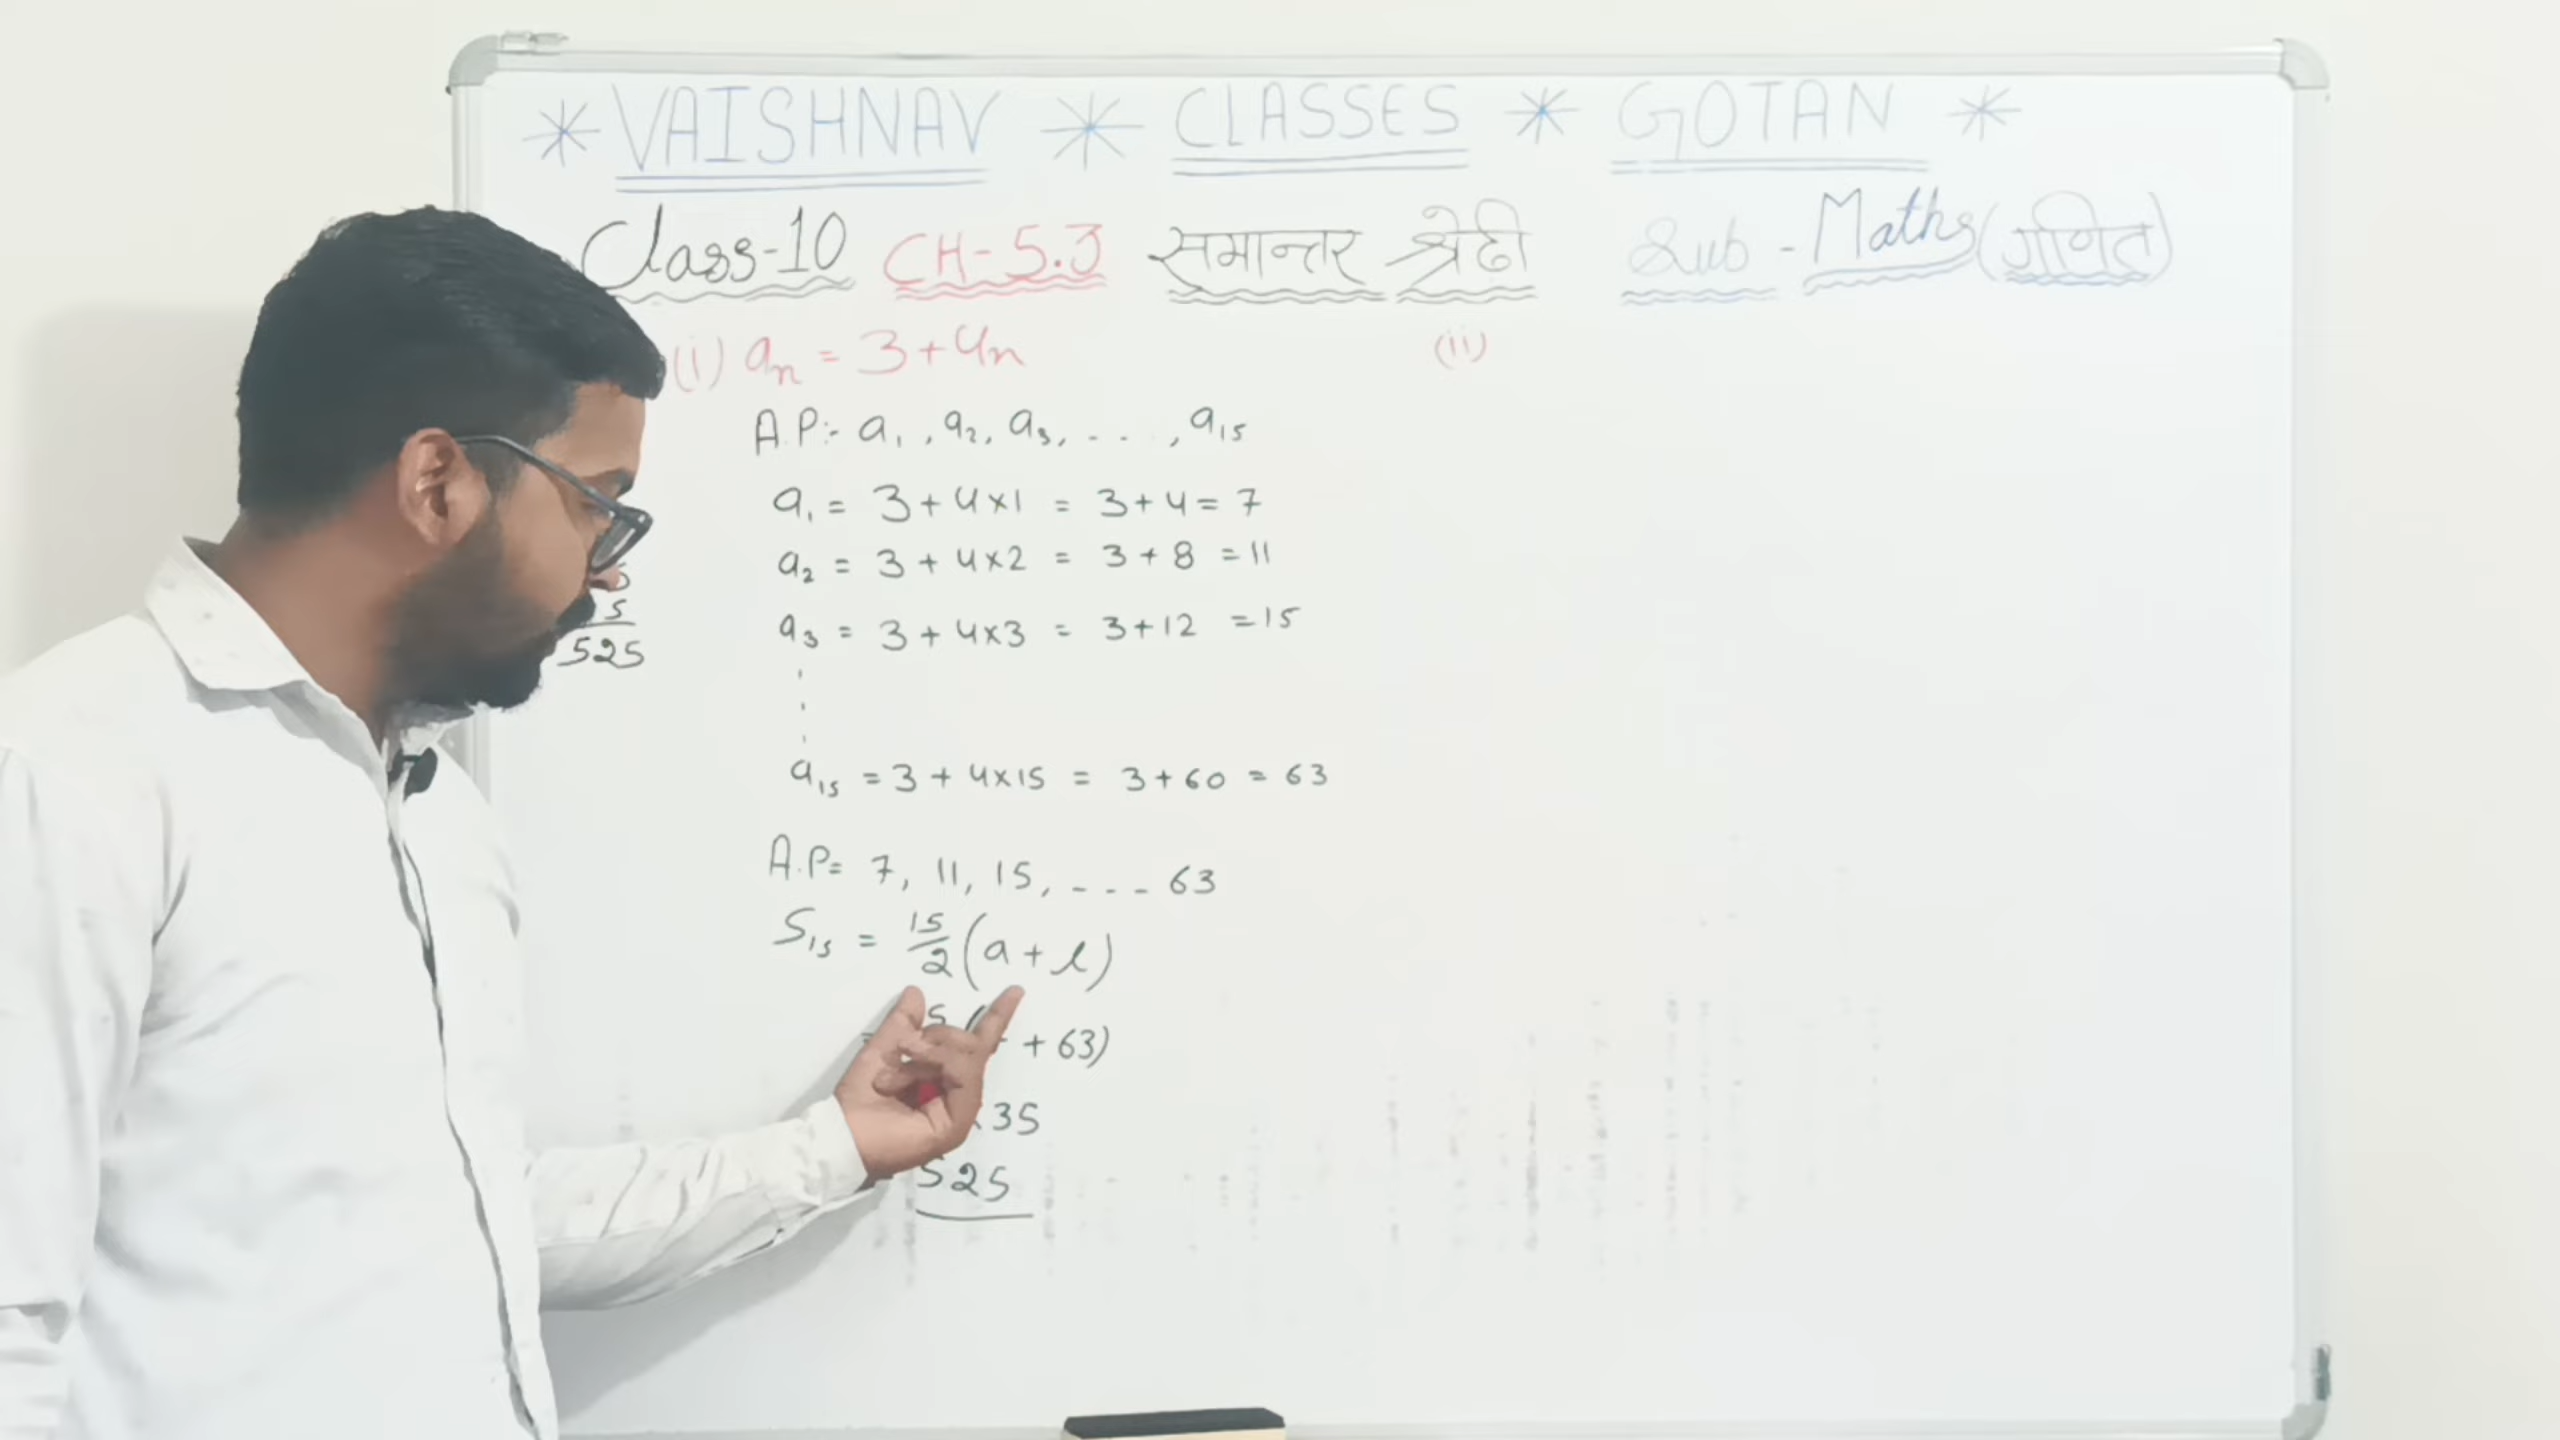 * VAISHNAV * CLASSES * GOTAN *
Class-10 CH-5.3 समान्तर श्रेढी Sub - Maths (गणित)
(i) aₙ = 3+4n
(ii)
A.P:- a₁, a₂, a₃, - - -, a₁₅
a₁ = 3+4×1 = 3+4 = 7
a₂ = 3+4×2 = 3+8 = 11
a₃ = 3+4×3 = 3+12 = 15
a₁₅ = 3+4×15 = 3+60 = 63
A.P= 7, 11, 15, - - - 63
S₁₅ = 15/2 (a+l)
+63)
35
525
5
525